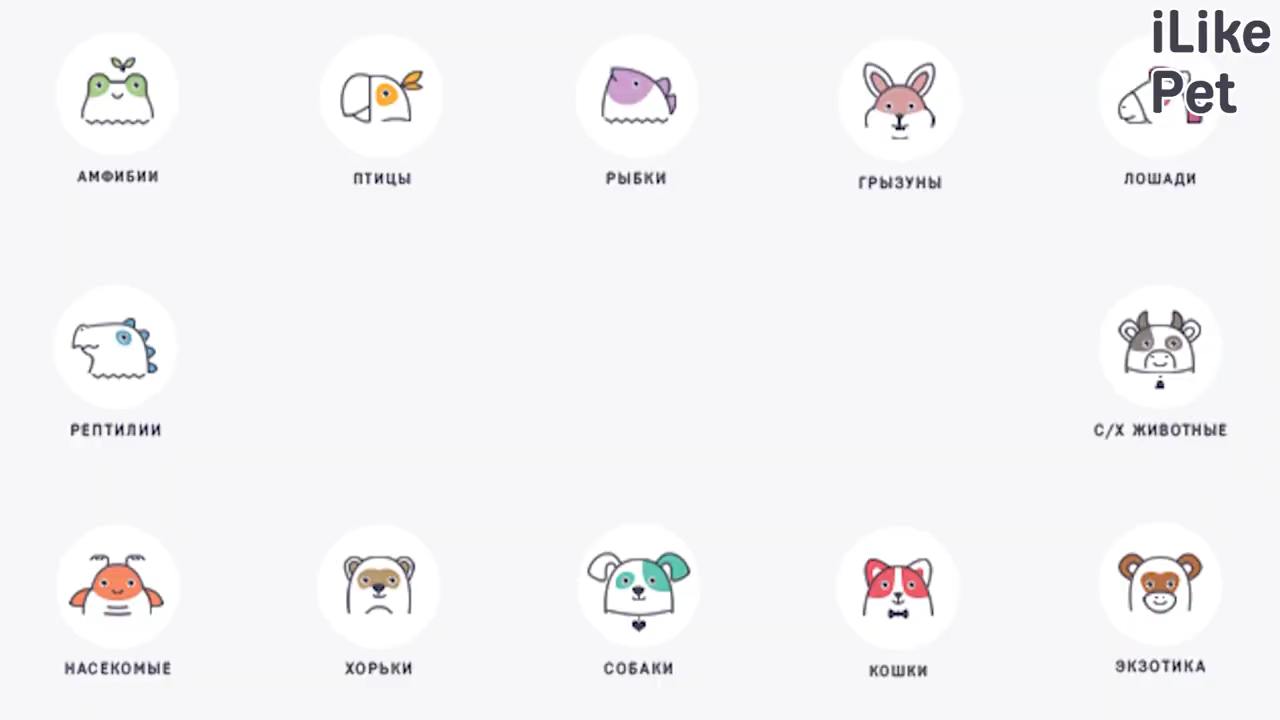 iLike
Pet
АМФИБИИ
ПТИЦЫ
РЫБКИ
ГРЫЗУНЫ
ЛОШАДИ
РЕПТИЛИИ
С/Х ЖИВОТНЫЕ
НАСЕКОМЫЕ
ХОРЬКИ
СОБАКИ
КОШКИ
ЭКЗОТИКА